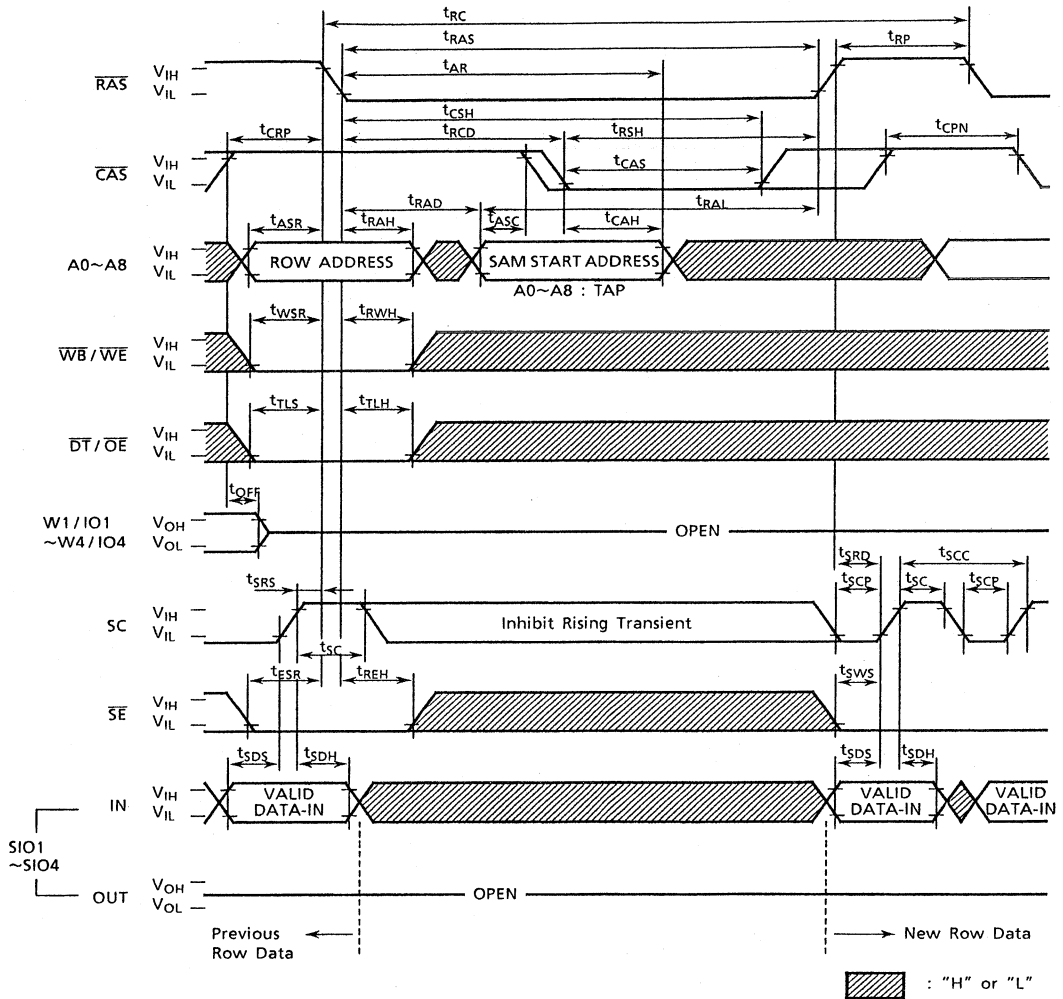 tRC
tRAS
tRP
tAR
RAS VIH VIL
tCSH
tCRP tRCD tRSH tCPN
CAS VIH VIL
tCAS
tRAD tRAL
tASR tRAH tASC tCAH
A0~A8 VIH VIL ROW ADDRESS SAM START ADDRESS
A0~A8 : TAP
tWSR tRWH
WB/WE VIH VIL
tTLS tTLH
DT/OE VIH VIL
tOFF
W1/IO1 ~W4/IO4 VOH VOL OPEN
tSRD tSCC
tSRS tSCP tSC tSCP
SC VIH VIL Inhibit Rising Transient
tSC
tESR tREH tSWS
SE VIH VIL
tSDS tSDH tSDS tSDH
IN VIH VIL VALID DATA-IN VALID DATA-IN VALID DATA-IN
SIO1 ~SIO4
OUT VOH VOL OPEN
Previous Row Data New Row Data
: "H" or "L"